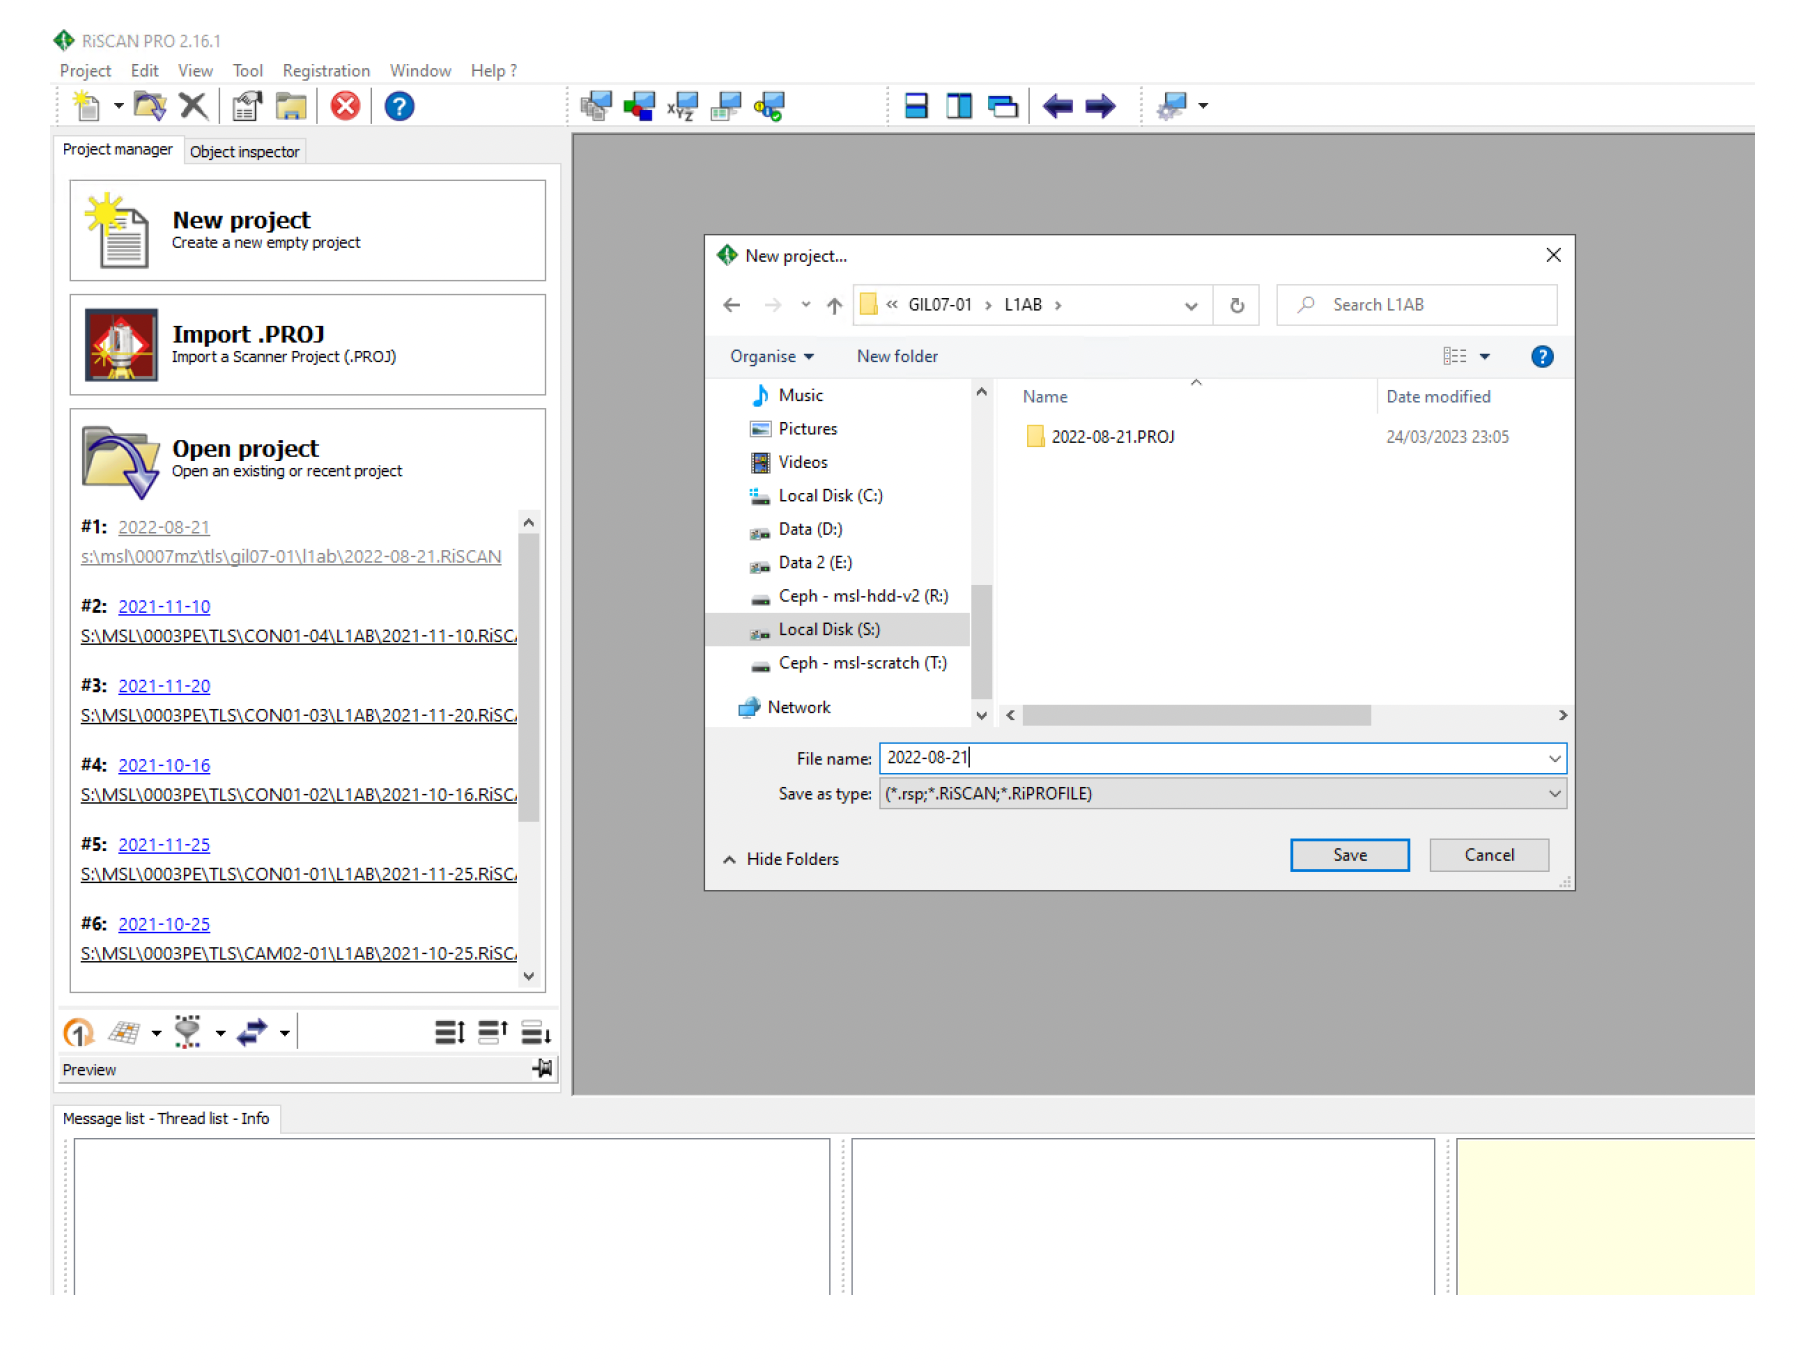 RiSCAN PRO 2.16.1
Project Edit View Tool Registration Window Help ?
Project manager Object inspector
New project
Create a new empty project
Import .PROJ
Import a Scanner Project (.PROJ)
Open project
Open an existing or recent project
#1: 2022-08-21
s:\msl\0007mz\tls\gil07-01\l1ab\2022-08-21.RiSCAN
#2: 2021-11-10
S:\MSL\0003PE\TLS\CON01-04\L1AB\2021-11-10.RiSC
#3: 2021-11-20
S:\MSL\0003PE\TLS\CON01-03\L1AB\2021-11-20.RiSC
#4: 2021-10-16
S:\MSL\0003PE\TLS\CON01-02\L1AB\2021-10-16.RiSC
#5: 2021-11-25
S:\MSL\0003PE\TLS\CON01-01\L1AB\2021-11-25.RiSC
#6: 2021-10-25
S:\MSL\0003PE\TLS\CAM02-01\L1AB\2021-10-25.RiSC
Preview
New project...
« GIL07-01 › L1AB ›
Search L1AB
Organise New folder
Music
Pictures
Videos
Local Disk (C:)
Data (D:)
Data 2 (E:)
Ceph - msl-hdd-v2 (R:)
Local Disk (S:)
Ceph - msl-scratch (T:)
Network
Name Date modified
2022-08-21.PROJ 24/03/2023 23:05
File name: 2022-08-21
Save as type: (*.rsp;*.RiSCAN;*.RiPROFILE)
Hide Folders Save Cancel
Message list - Thread list - Info